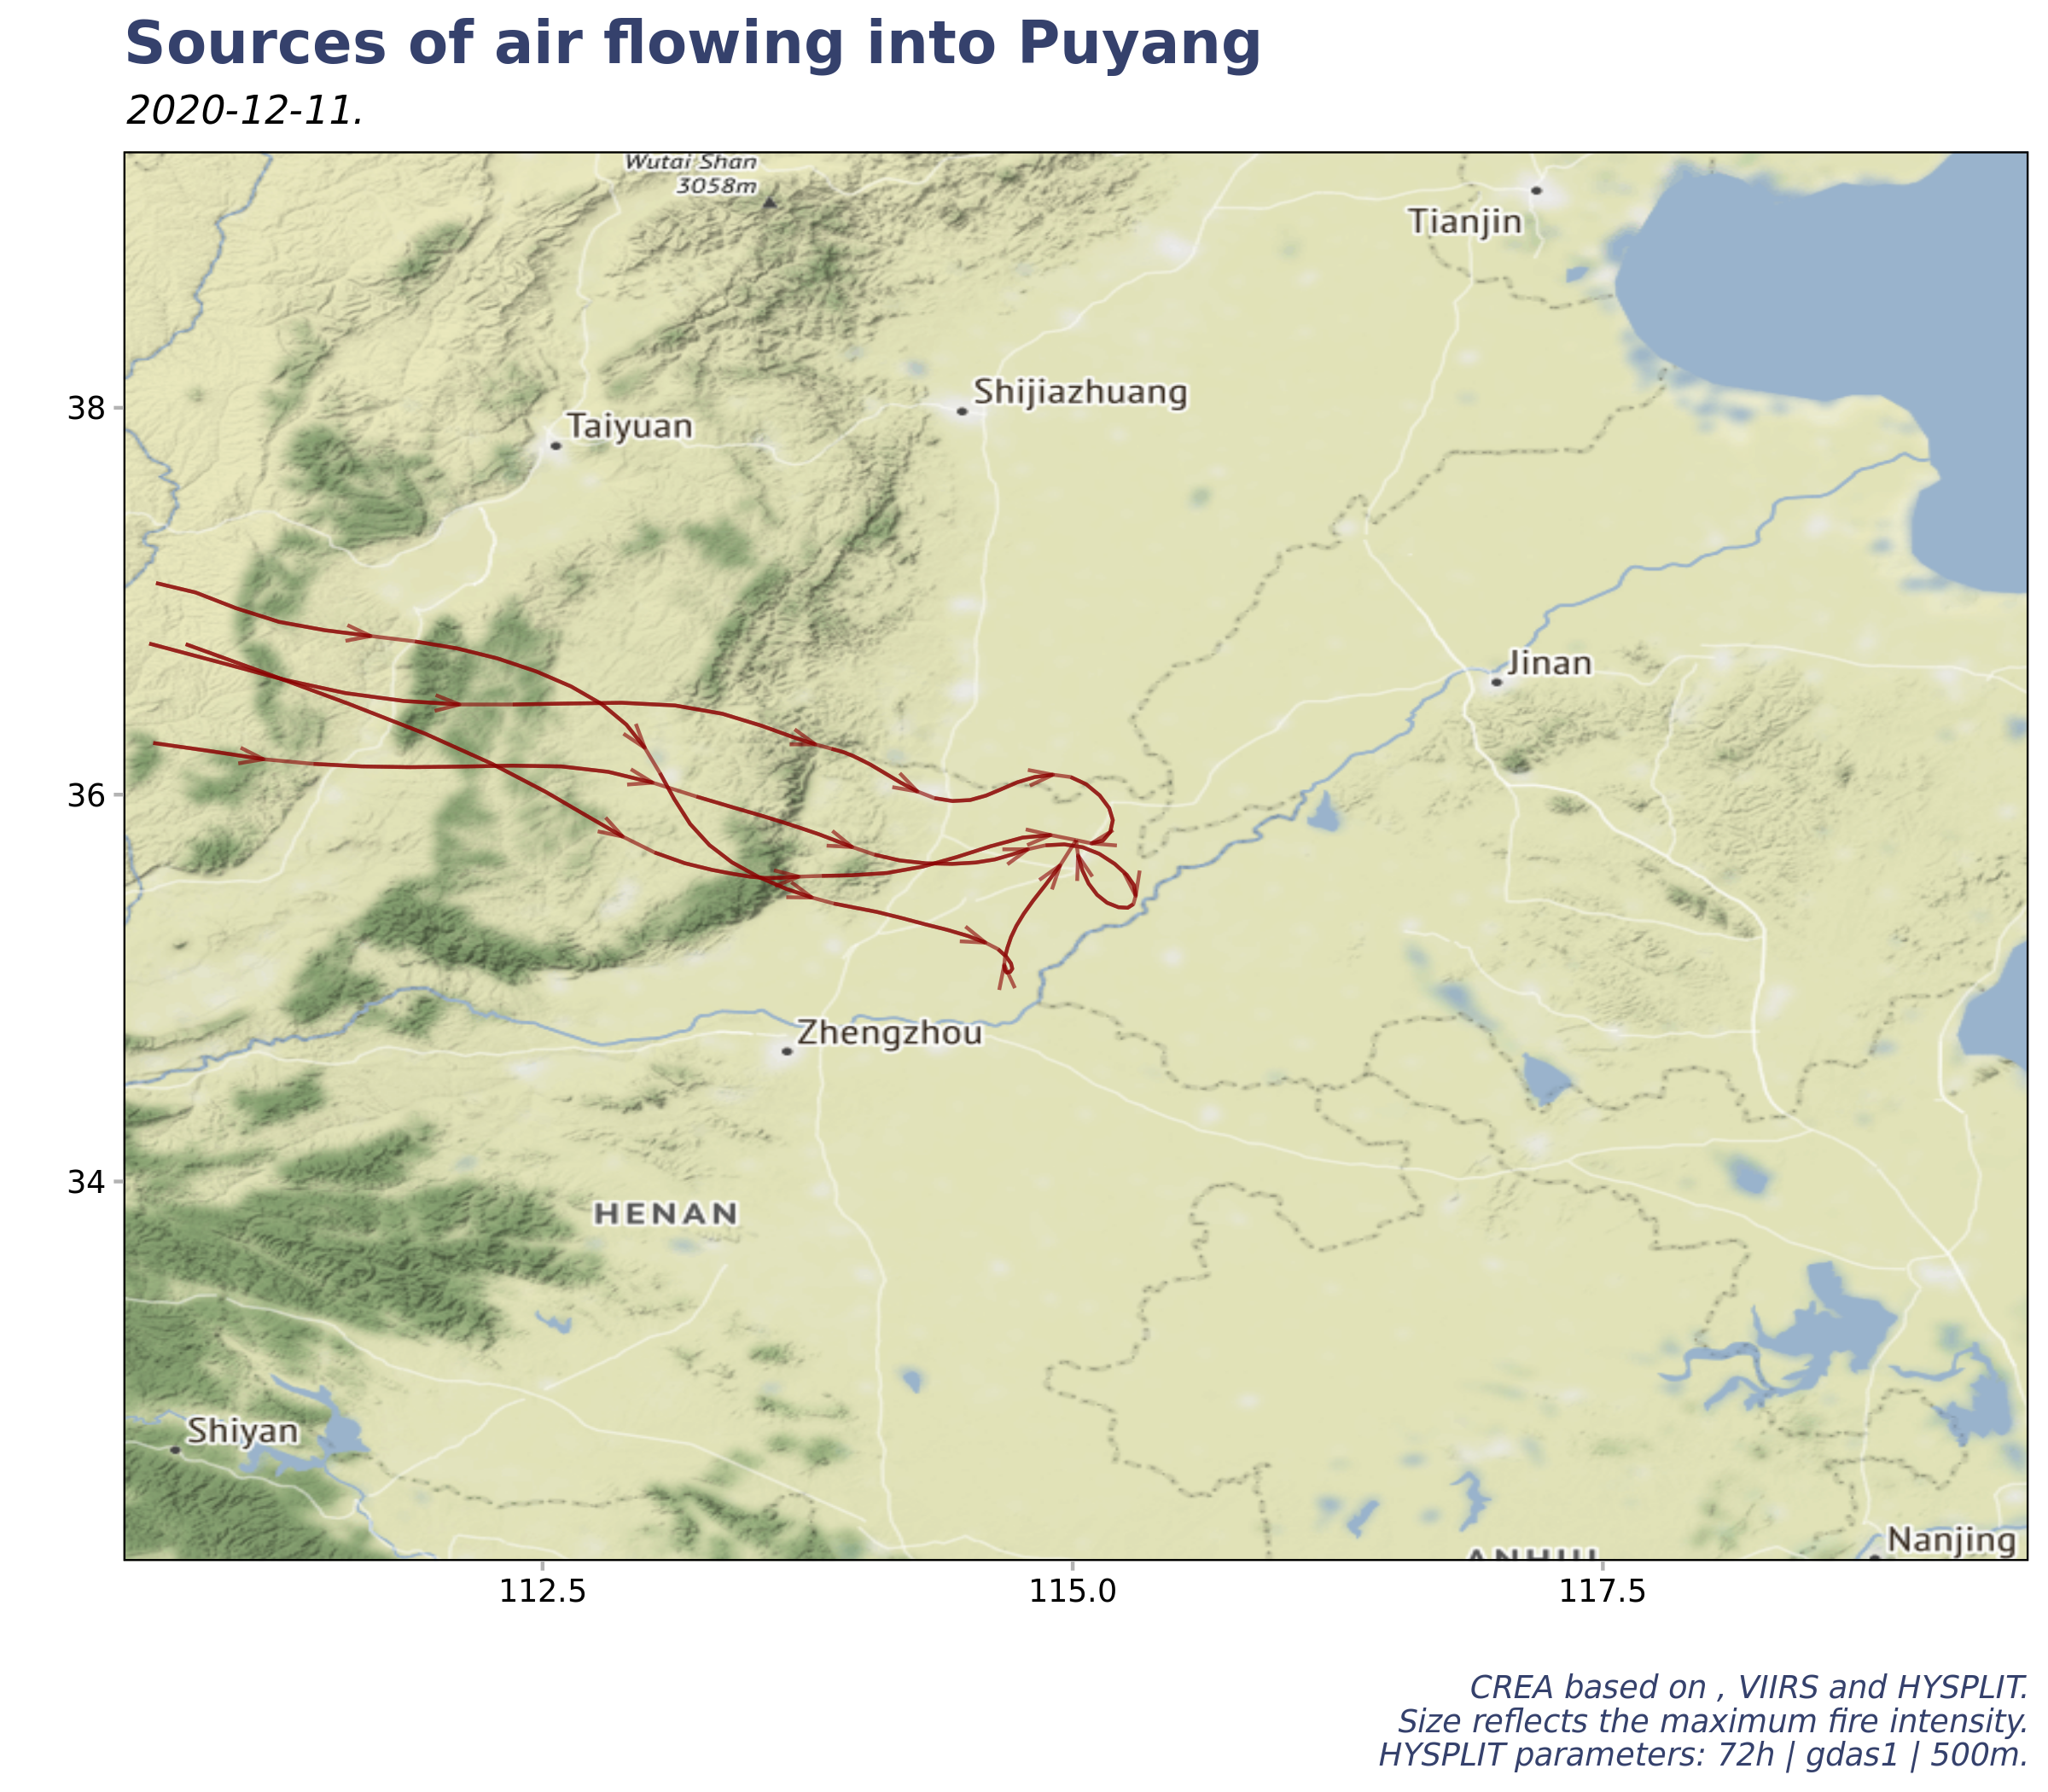 Sources of air flowing into Puyang
2020-12-11.
Wutai Shan
3058m
Tianjin
38
Shijiazhuang
Taiyuan
Jinan
36
Zhengzhou
34
HENAN
Shiyan
Nanjing
ANHUI
112.5
115.0
117.5
CREA based on , VIIRS and HYSPLIT.
Size reflects the maximum fire intensity.
HYSPLIT parameters: 72h | gdas1 | 500m.